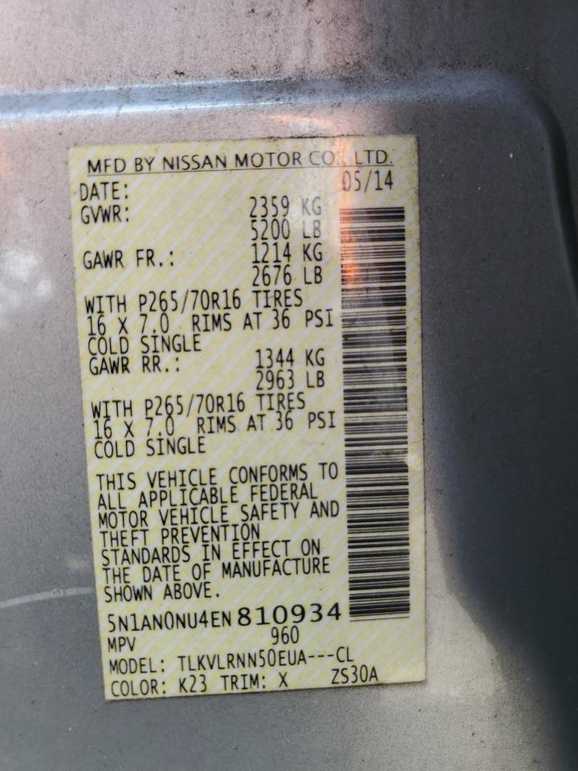 MFD BY NISSAN MOTOR CO., LTD.
DATE: 05/14
GVWR: 2359 KG
5200 LB
GAWR FR.: 1214 KG
2676 LB
WITH P265/70R16 TIRES
16 X 7.0 RIMS AT 36 PSI
COLD SINGLE
GAWR RR.: 1344 KG
2963 LB
WITH P265/70R16 TIRES
16 X 7.0 RIMS AT 36 PSI
COLD SINGLE
THIS VEHICLE CONFORMS TO
ALL APPLICABLE FEDERAL
MOTOR VEHICLE SAFETY AND
THEFT PREVENTION
STANDARDS IN EFFECT ON
THE DATE OF MANUFACTURE
SHOWN ABOVE.
5N1AN0NU4EN810934
MPV 960
MODEL: TLKVLRNN50EUA---CL
COLOR: K23 TRIM: X ZS30A